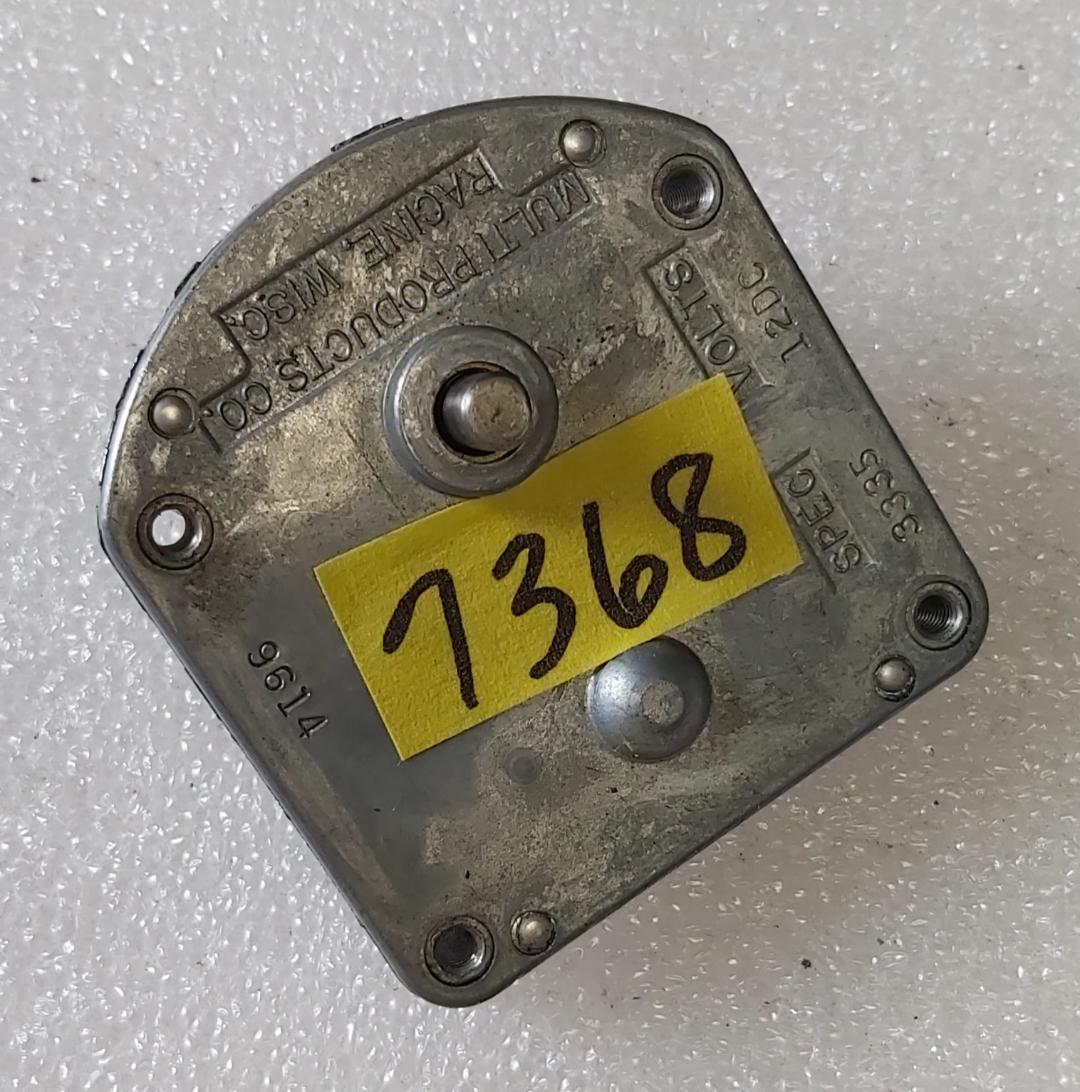 MULTI PRODUCTS CO.
RACINE, WISC.
VOLTS
12DC
SPEC
3335
7368
9614